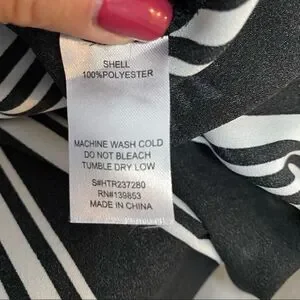 SHELL
100%POLYESTER
MACHINE WASH COLD
DO NOT BLEACH
TUMBLE DRY LOW
S#HTR237280
RN#139853
MADE IN CHINA